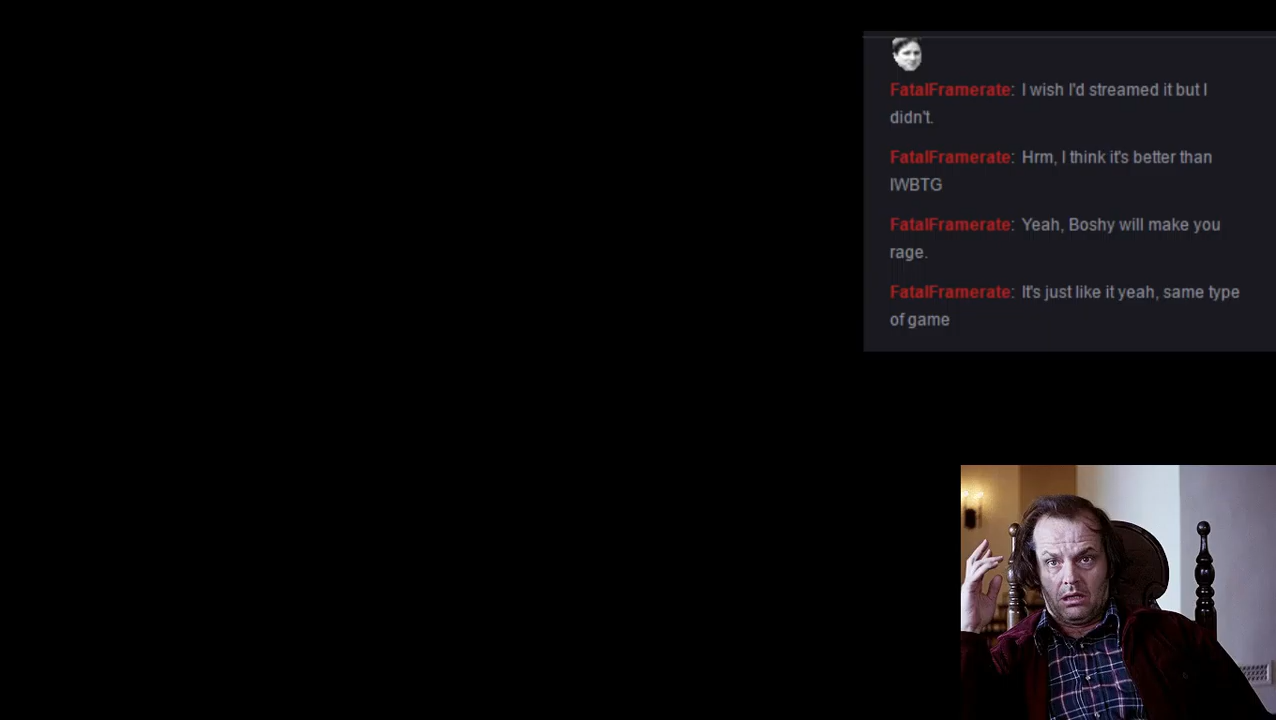 FatalFramerate: I wish I'd streamed it but I
didn't.
FatalFramerate: Hrm, I think it's better than
IWBTG
FatalFramerate: Yeah, Boshy will make you
rage.
FatalFramerate: It's just like it yeah, same type
of game